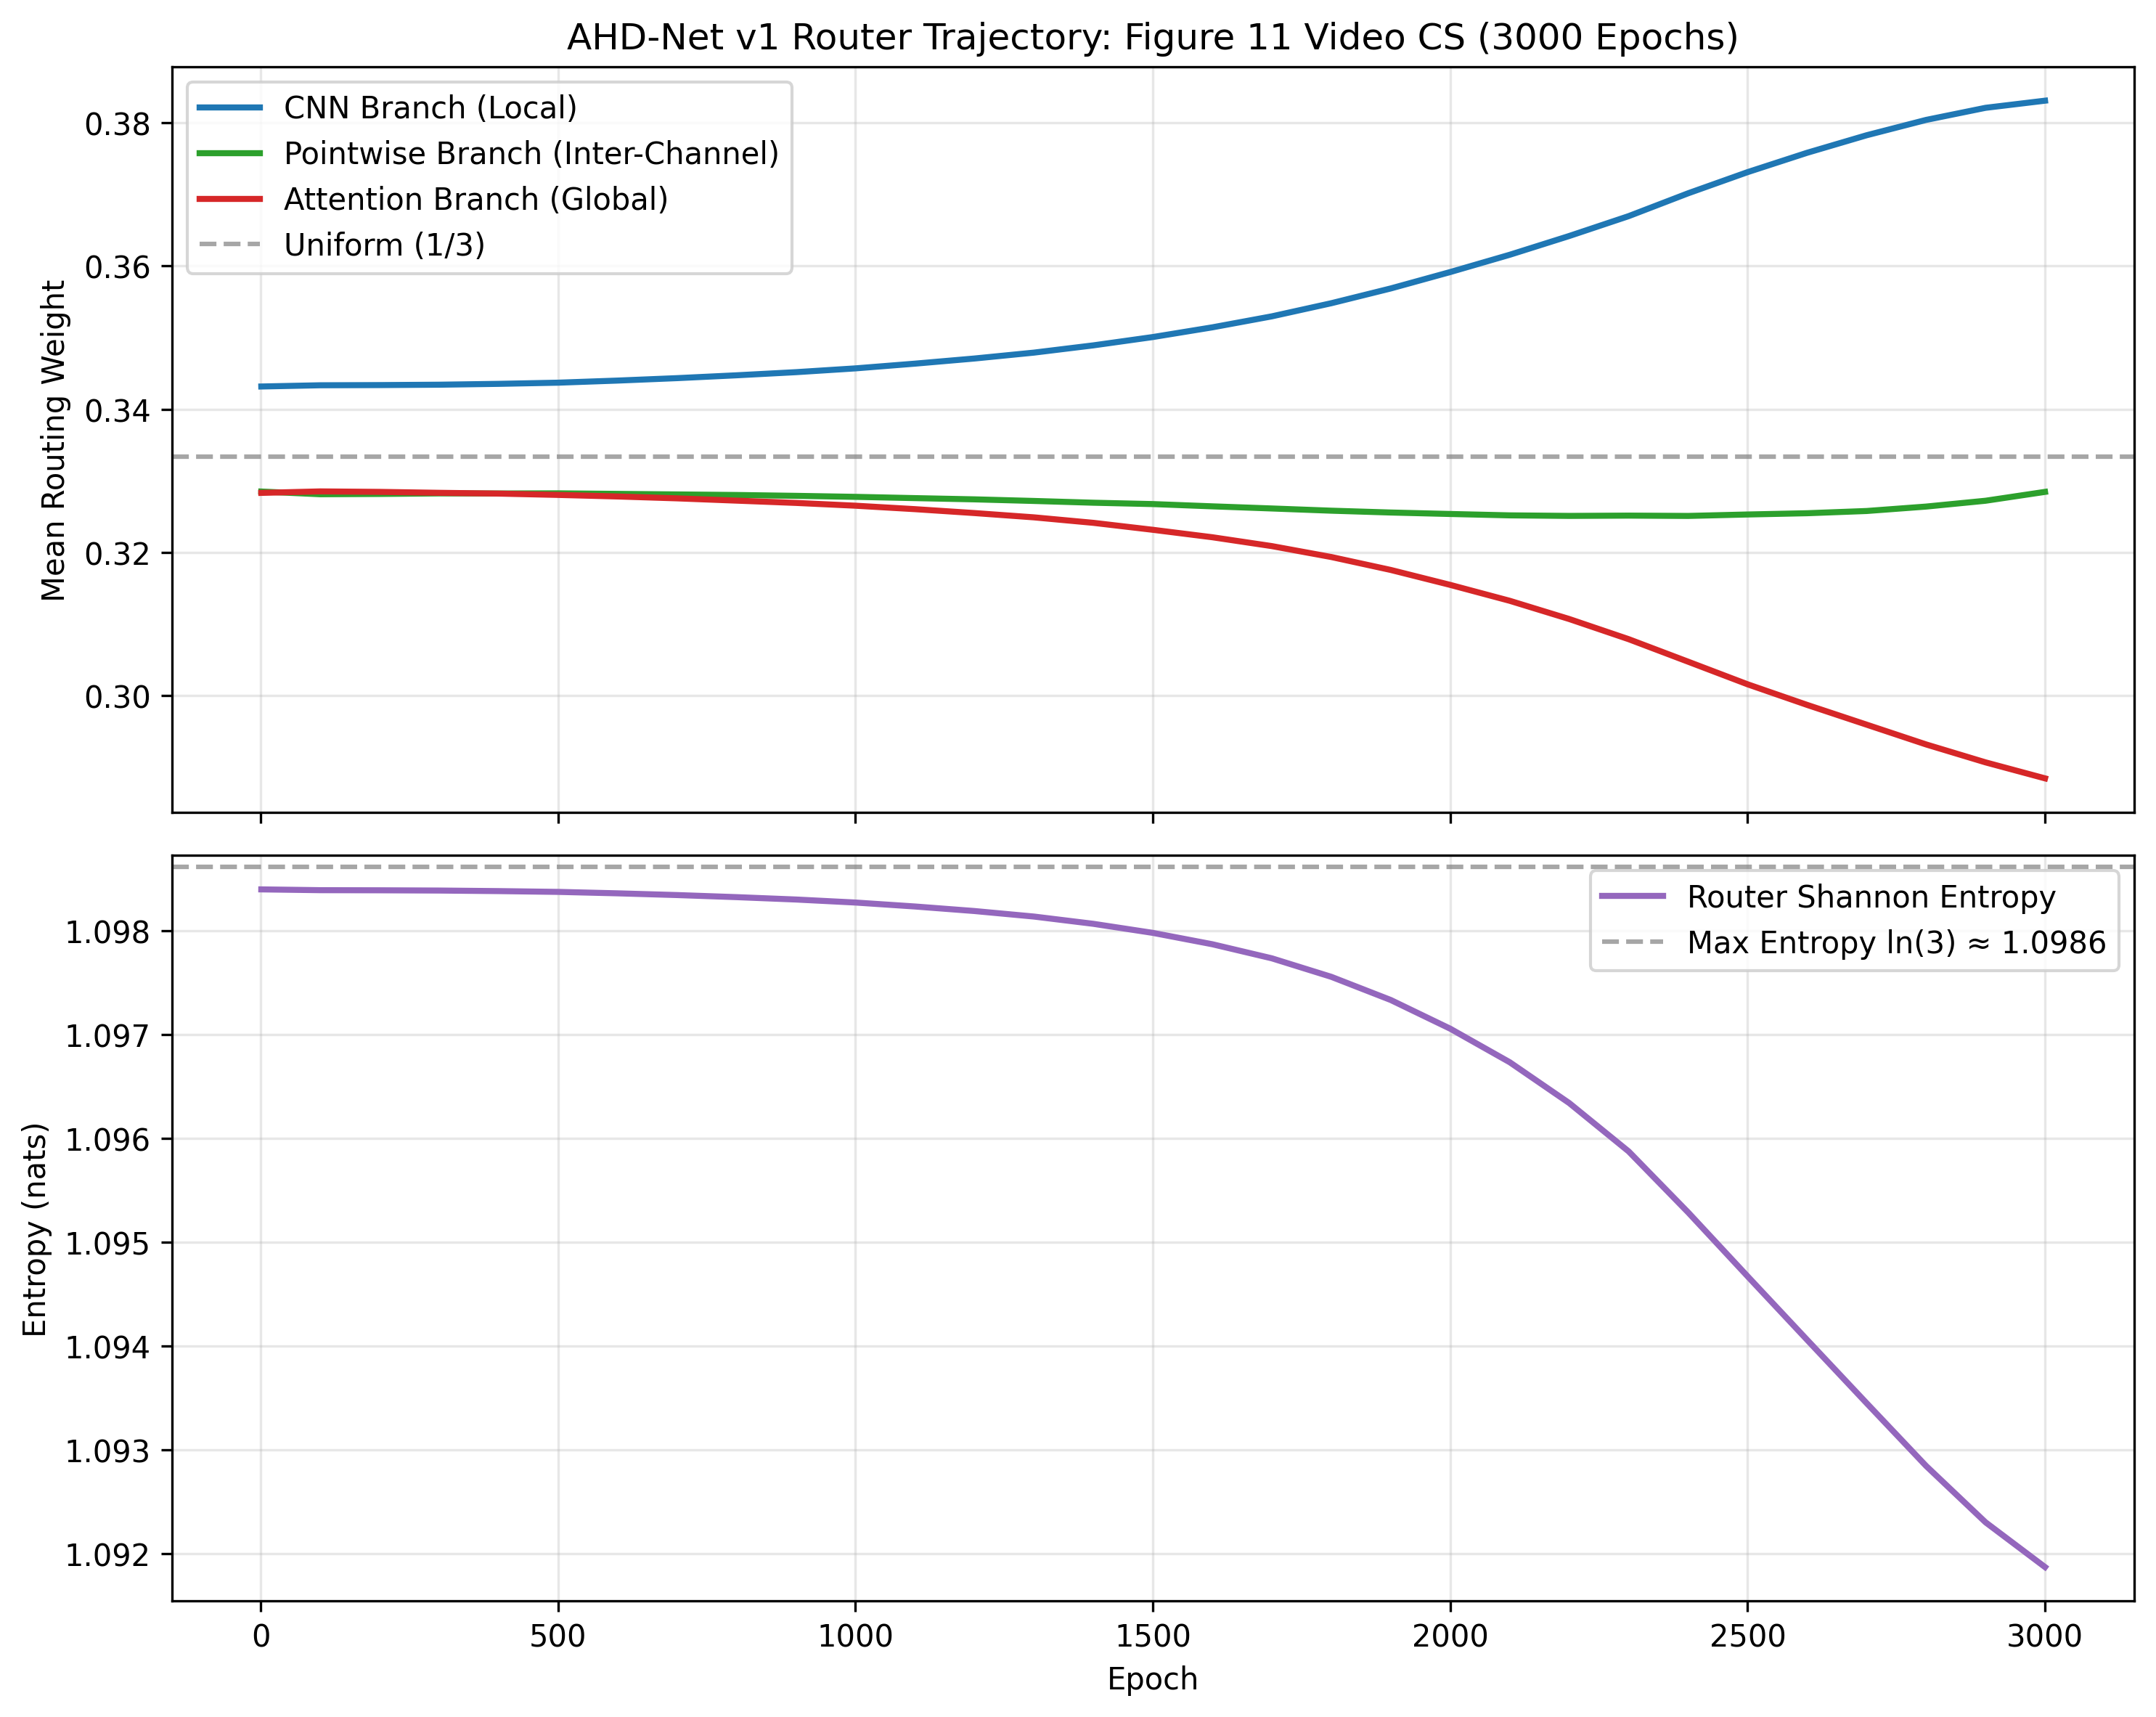 AHD-Net v1 Router Trajectory: Figure 11 Video CS (3000 Epochs)
CNN Branch (Local)
Pointwise Branch (Inter-Channel)
Attention Branch (Global)
Uniform (1/3)
Mean Routing Weight
0.38
0.36
0.34
0.32
0.30
Router Shannon Entropy
Max Entropy ln(3) ≈ 1.0986
Entropy (nats)
1.098
1.097
1.096
1.095
1.094
1.093
1.092
0 500 1000 1500 2000 2500 3000
Epoch